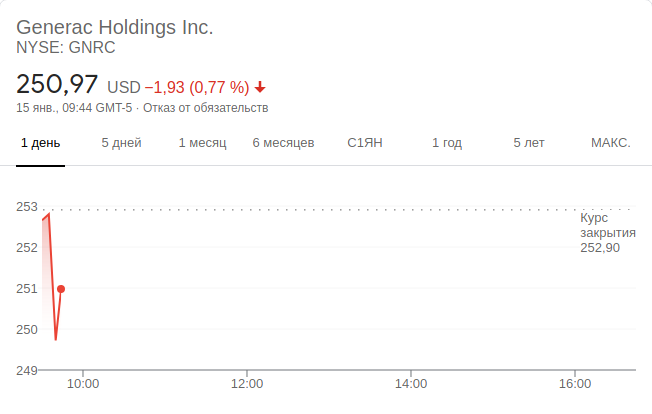 Generac Holdings Inc.
NYSE: GNRC
250,97 USD −1,93 (0,77 %)
15 янв., 09:44 GMT-5 · Отказ от обязательств
1 день 5 дней 1 месяц 6 месяцев С1ЯН 1 год 5 лет МАКС.
253
Курс
закрытия
252,90
252
251
250
249
10:00 12:00 14:00 16:00